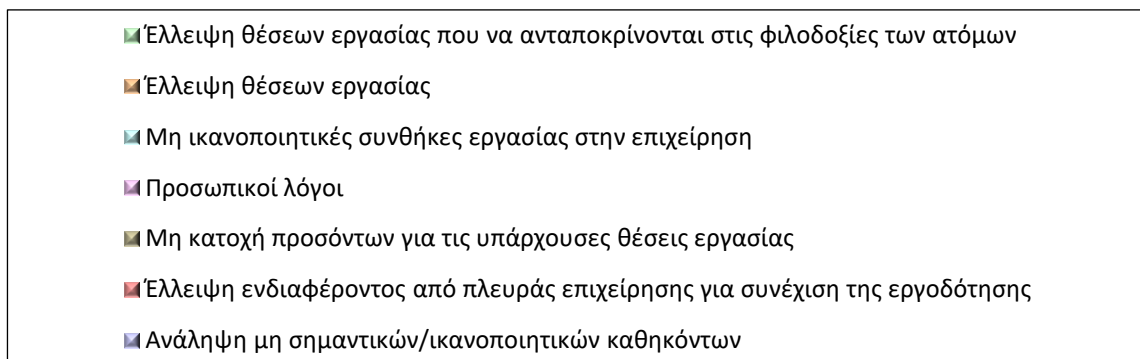 Έλλειψη θέσεων εργασίας που να ανταποκρίνονται στις φιλοδοξίες των ατόμων
Έλλειψη θέσεων εργασίας
Μη ικανοποιητικές συνθήκες εργασίας στην επιχείρηση
Προσωπικοί λόγοι
Μη κατοχή προσόντων για τις υπάρχουσες θέσεις εργασίας
Έλλειψη ενδιαφέροντος από πλευράς επιχείρησης για συνέχιση της εργοδότησης
Ανάληψη μη σημαντικών/ικανοποιητικών καθηκόντων